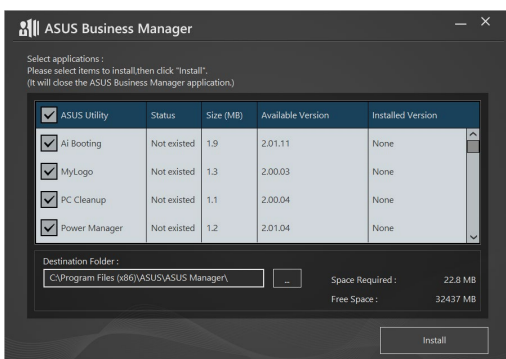 ASUS Business Manager
Select applications :
Please select items to install,then click "Install".
(It will close the ASUS Business Manager application.)
ASUS Utility Status Size (MB) Available Version Installed Version
Ai Booting Not existed 1.9 2.01.11 None
MyLogo Not existed 1.3 2.00.03 None
PC Cleanup Not existed 1.1 2.00.04 None
Power Manager Not existed 1.2 2.01.04 None
Destination Folder :
C:\Program Files (x86)\ASUS\ASUS Manager\ ...
Space Required : 22.8 MB
Free Space : 32437 MB
Install